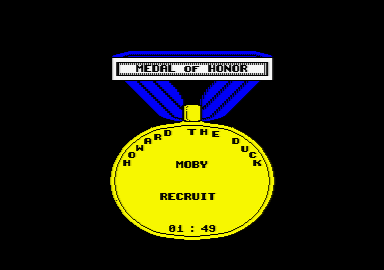 MEDAL OF HONOR
HOWARD THE DUCK
MOBY
RECRUIT
01 : 49